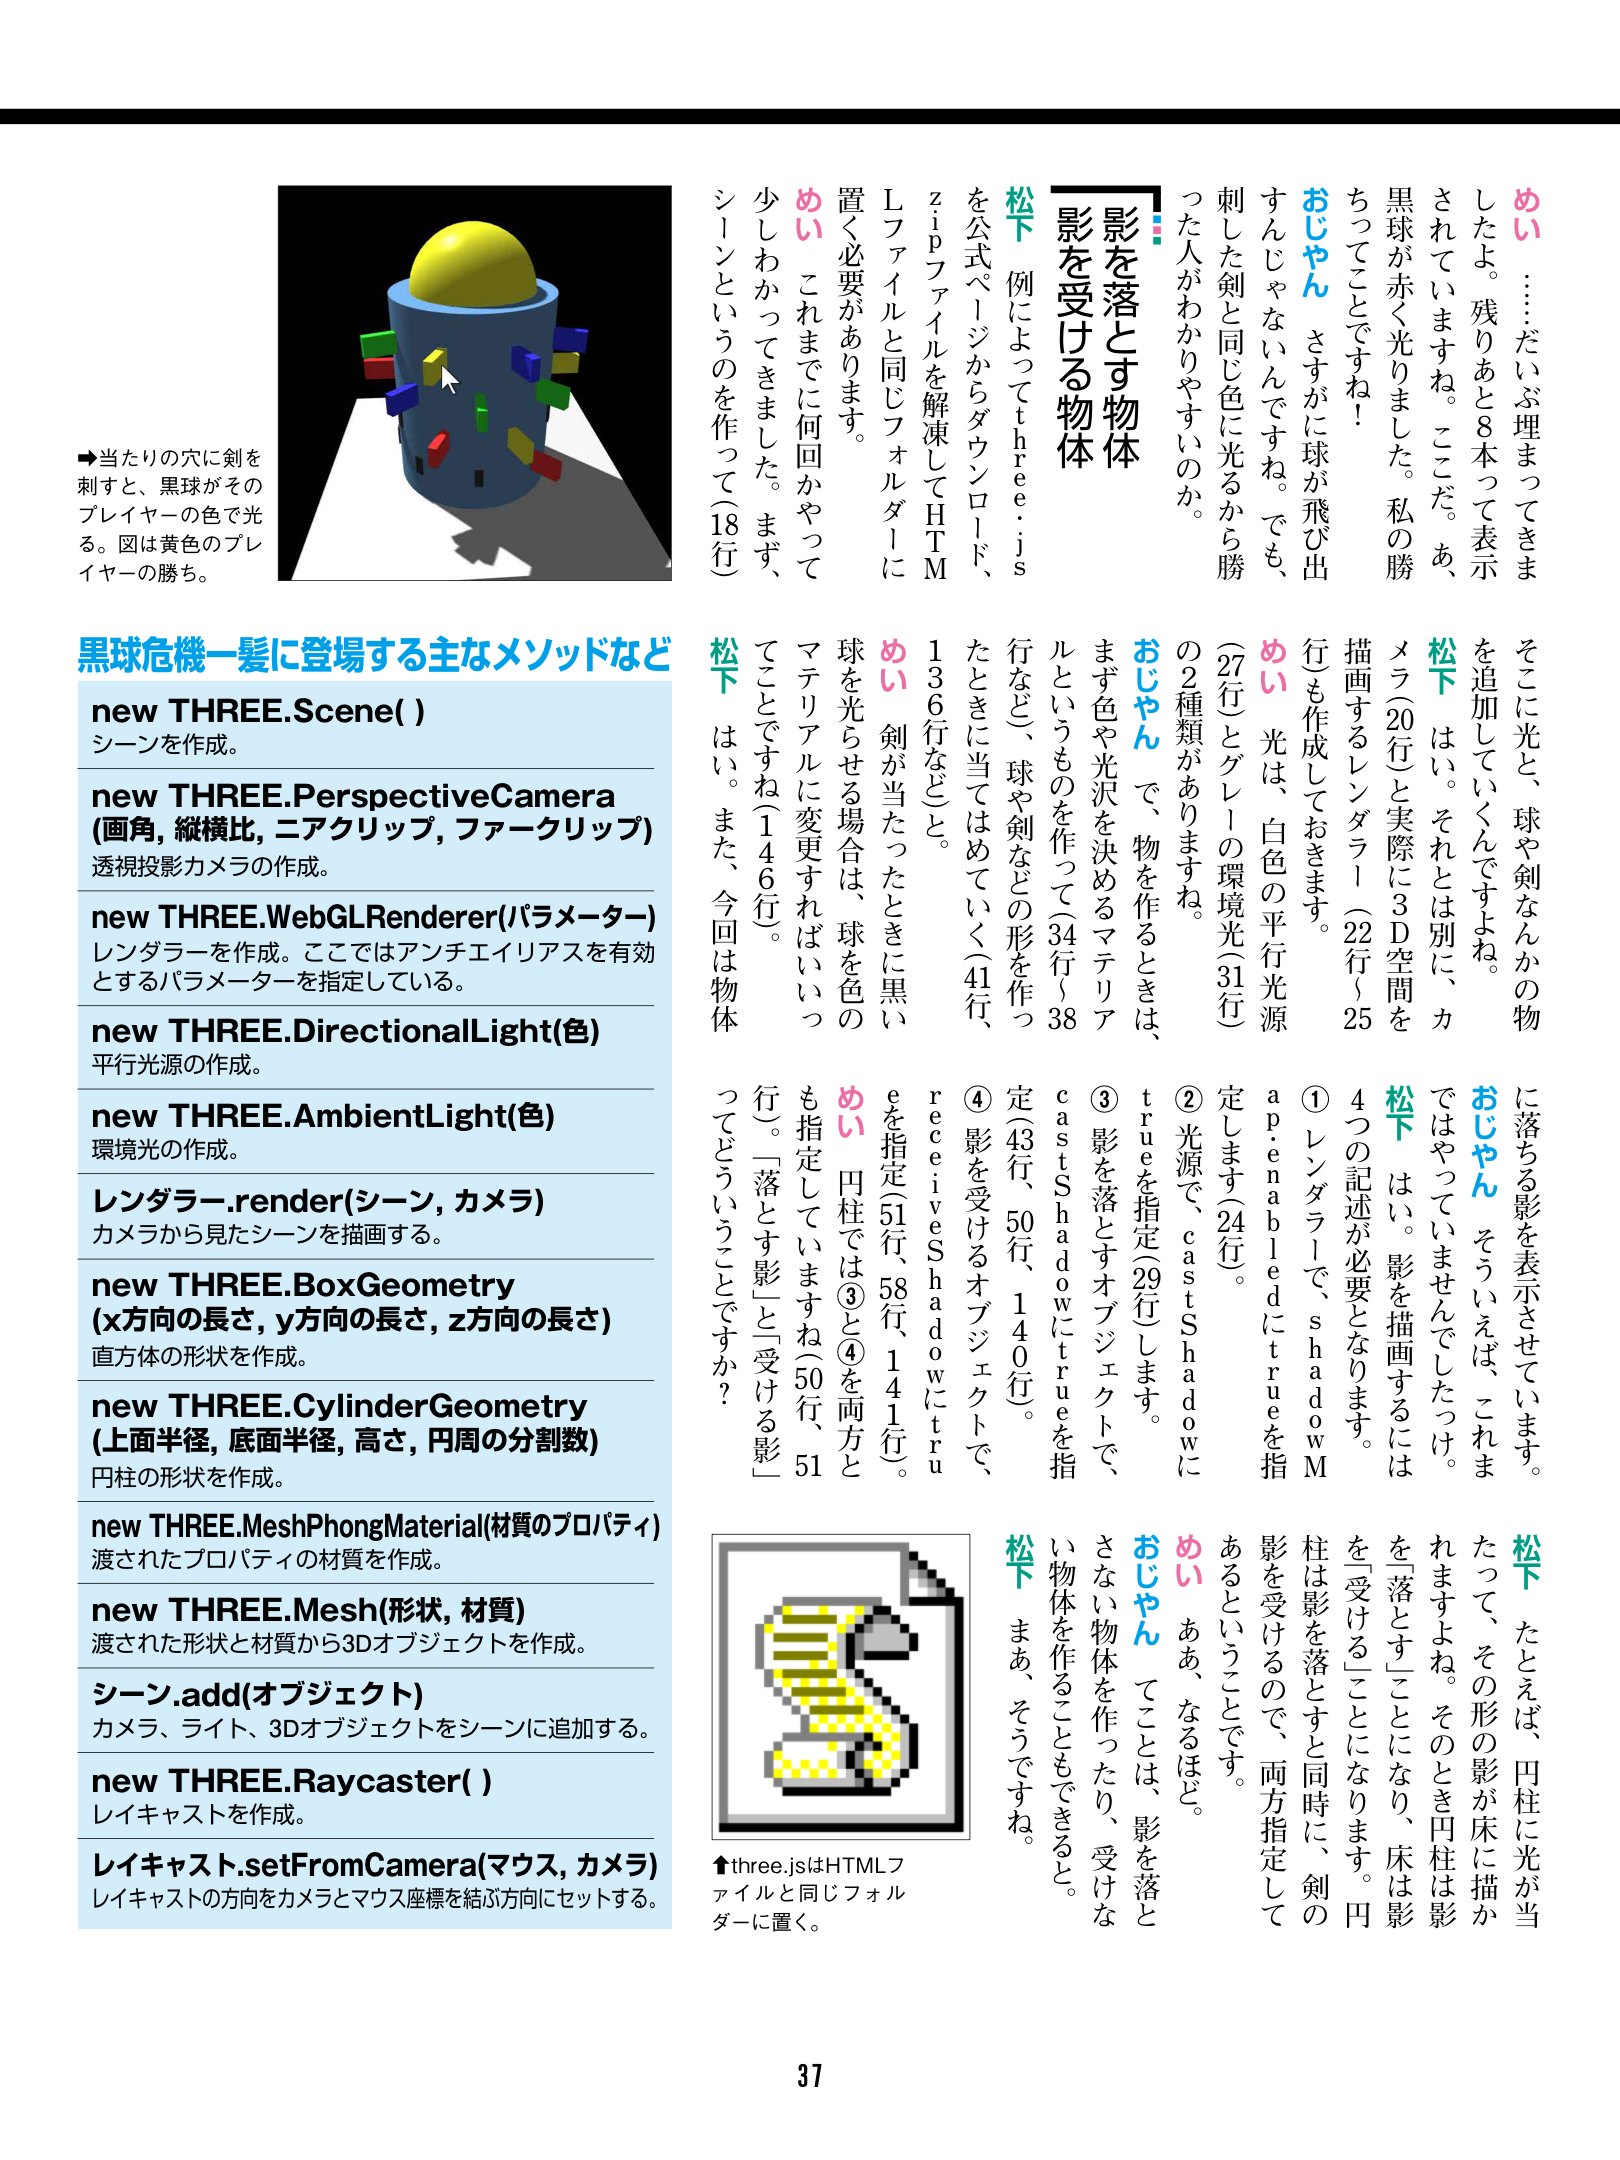 めい　……だいぶ埋まってきま
したよ。残りあと8本って表示
されていますね。ここだ。あ、
黒球が赤く光りました。私の勝
ちってことですね！
おじゃん　さすがに球が飛び出
すんじゃないんですね。でも、
刺した剣と同じ色に光るから勝
った人がわかりやすいのか。
影を落とす物体
影を受ける物体
松下　例によってthree.js
を公式ページからダウンロード、
zipファイルを解凍してHTM
Lファイルと同じフォルダーに
置く必要があります。
めい　これまでに何回かやって
少しわかってきました。まず、
シーンというのを作って(18行)
そこに光と、球や剣なんかの物
を追加していくんですよね。
松下　はい。それとは別に、カ
メラ(20行)と実際に3D空間を
描画するレンダラー(22行〜25
行)も作成しておきます。
めい　光は、白色の平行光源
(27行)とグレーの環境光(31行)
の2種類がありますね。
おじゃん　で、物を作るときは、
まず色や光沢を決めるマテリア
ルというものを作って(34行〜38
行など)、球や剣などの形を作っ
たときに当てはめていく(41行、
136行など)と。
めい　剣が当たったときに黒い
球を光らせる場合は、球を色の
マテリアルに変更すればいいっ
てことですね(146行)。
松下　はい。また、今回は物体
に落ちる影を表示させています。
おじゃん　そういえば、これま
ではやっていませんでしたっけ。
松下　はい。影を描画するには
4つの記述が必要となります。
① レンダラーで、shadowM
ap.enabledにtrueを指
定します(24行)。
② 光源で、castShadowに
trueを指定(29行)します。
③ 影を落とすオブジェクトで、
castShadowにtrueを指
定(43行、50行、140行)。
④ 影を受けるオブジェクトで、
receiveShadowにtru
eを指定(51行、58行、141行)。
めい　円柱では③と④を両方と
も指定していますね(50行、51
行)。「落とす影」と「受ける影」
ってどういうことですか？
松下　たとえば、円柱に光が当
たって、その形の影が床に描か
れますよね。そのとき円柱は影
を「落とす」ことになり、床は影
を「受ける」ことになります。円
柱は影を落とすと同時に、剣の
影を受けるので、両方指定して
あるということです。
めい　ああ、なるほど。
おじゃん　てことは、影を落と
さない物体を作ったり、受けな
い物体を作ることもできると。
松下　まあ、そうですね。
➡当たりの穴に剣を
刺すと、黒球がその
プレイヤーの色で光
る。図は黄色のプレ
イヤーの勝ち。
黒球危機一髪に登場する主なメソッドなど
new THREE.Scene( )
シーンを作成。
new THREE.PerspectiveCamera
(画角, 縦横比, ニアクリップ, ファークリップ)
透視投影カメラの作成。
new THREE.WebGLRenderer(パラメーター)
レンダラーを作成。ここではアンチエイリアスを有効
とするパラメーターを指定している。
new THREE.DirectionalLight(色)
平行光源の作成。
new THREE.AmbientLight(色)
環境光の作成。
レンダラー.render(シーン, カメラ)
カメラから見たシーンを描画する。
new THREE.BoxGeometry
(x方向の長さ, y方向の長さ, z方向の長さ)
直方体の形状を作成。
new THREE.CylinderGeometry
(上面半径, 底面半径, 高さ, 円周の分割数)
円柱の形状を作成。
new THREE.MeshPhongMaterial(材質のプロパティ)
渡されたプロパティの材質を作成。
new THREE.Mesh(形状, 材質)
渡された形状と材質から3Dオブジェクトを作成。
シーン.add(オブジェクト)
カメラ、ライト、3Dオブジェクトをシーンに追加する。
new THREE.Raycaster( )
レイキャストを作成。
レイキャスト.setFromCamera(マウス, カメラ)
レイキャストの方向をカメラとマウス座標を結ぶ方向にセットする。
⬆three.jsはHTMLフ
ァイルと同じフォル
ダーに置く。
37